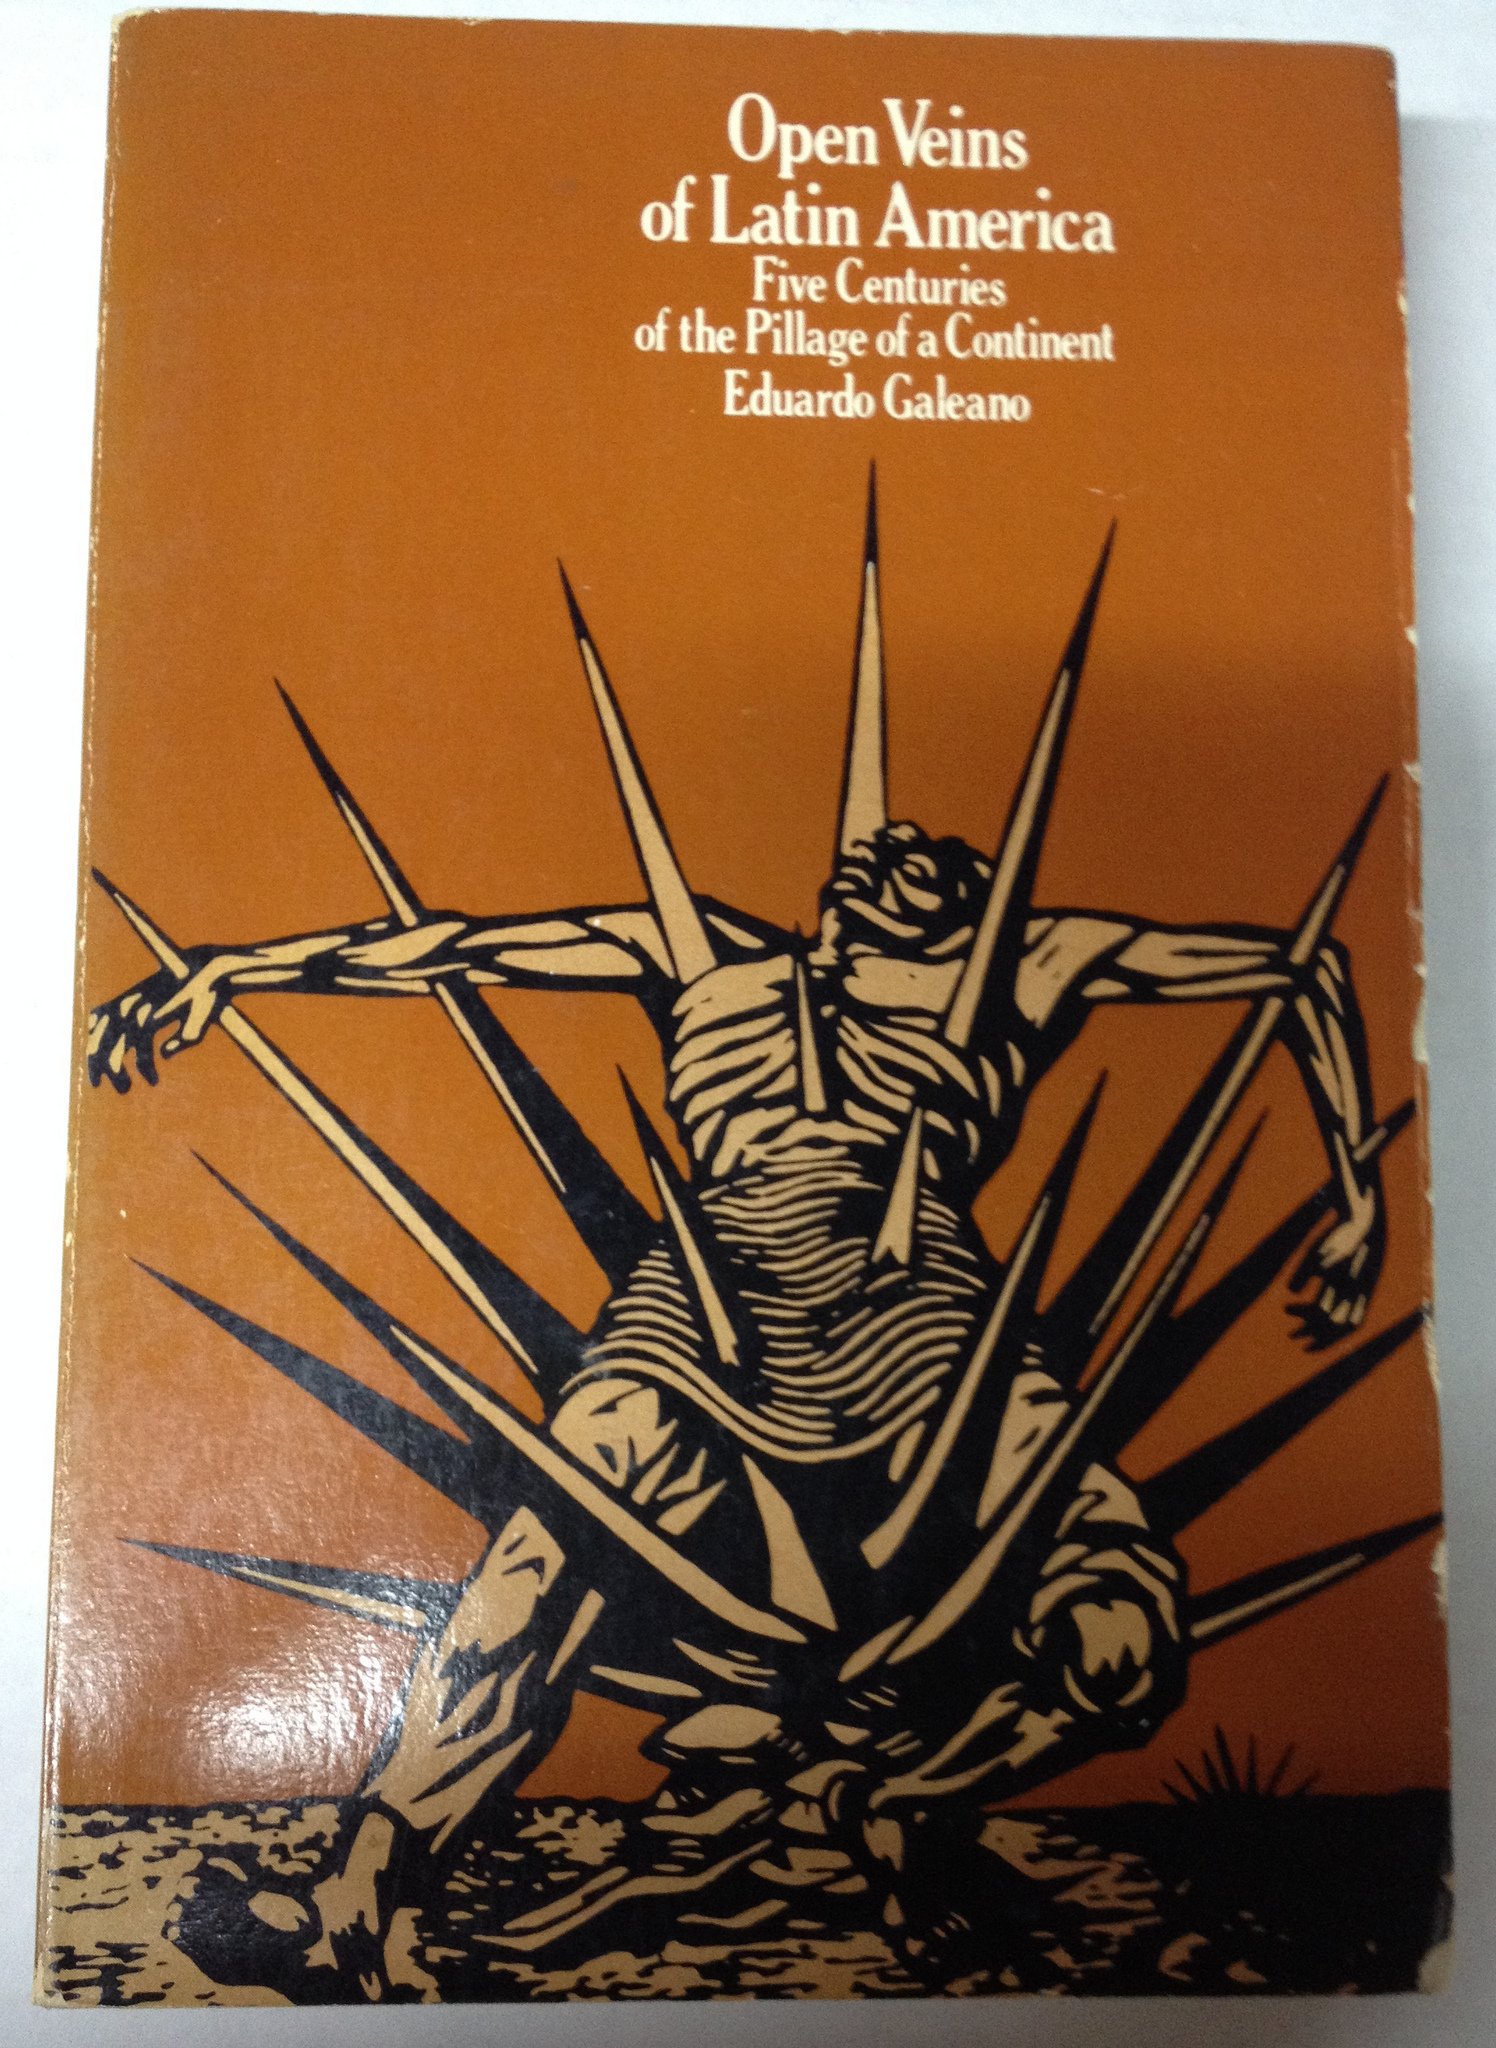 Open Veins
of Latin America
Five Centuries
of the Pillage of a Continent
Eduardo Galeano